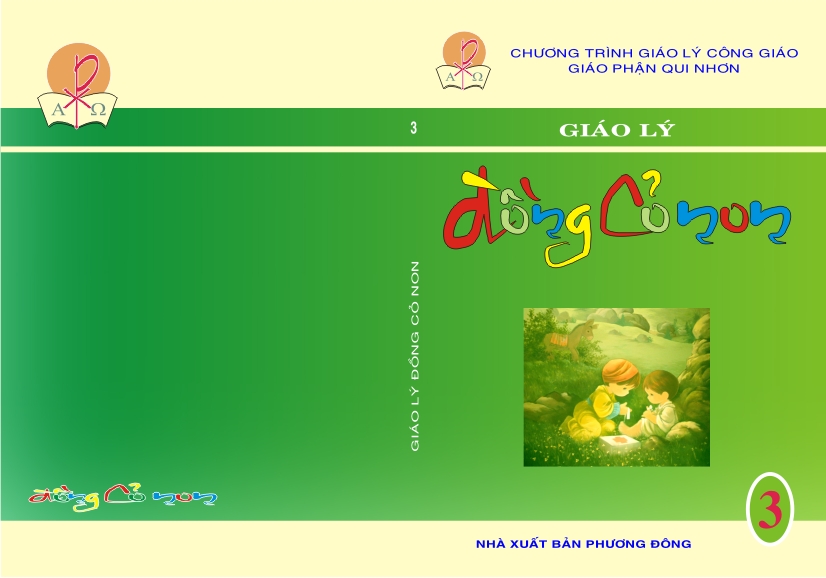 Α Ω
đồng Cỏ non
3
GIÁO LÝ ĐỒNG CỎ NON
Α Ω
CHƯƠNG TRÌNH GIÁO LÝ CÔNG GIÁO
GIÁO PHẬN QUI NHƠN
GIÁO LÝ
đồng Cỏ non
3
NHÀ XUẤT BẢN PHƯƠNG ĐÔNG